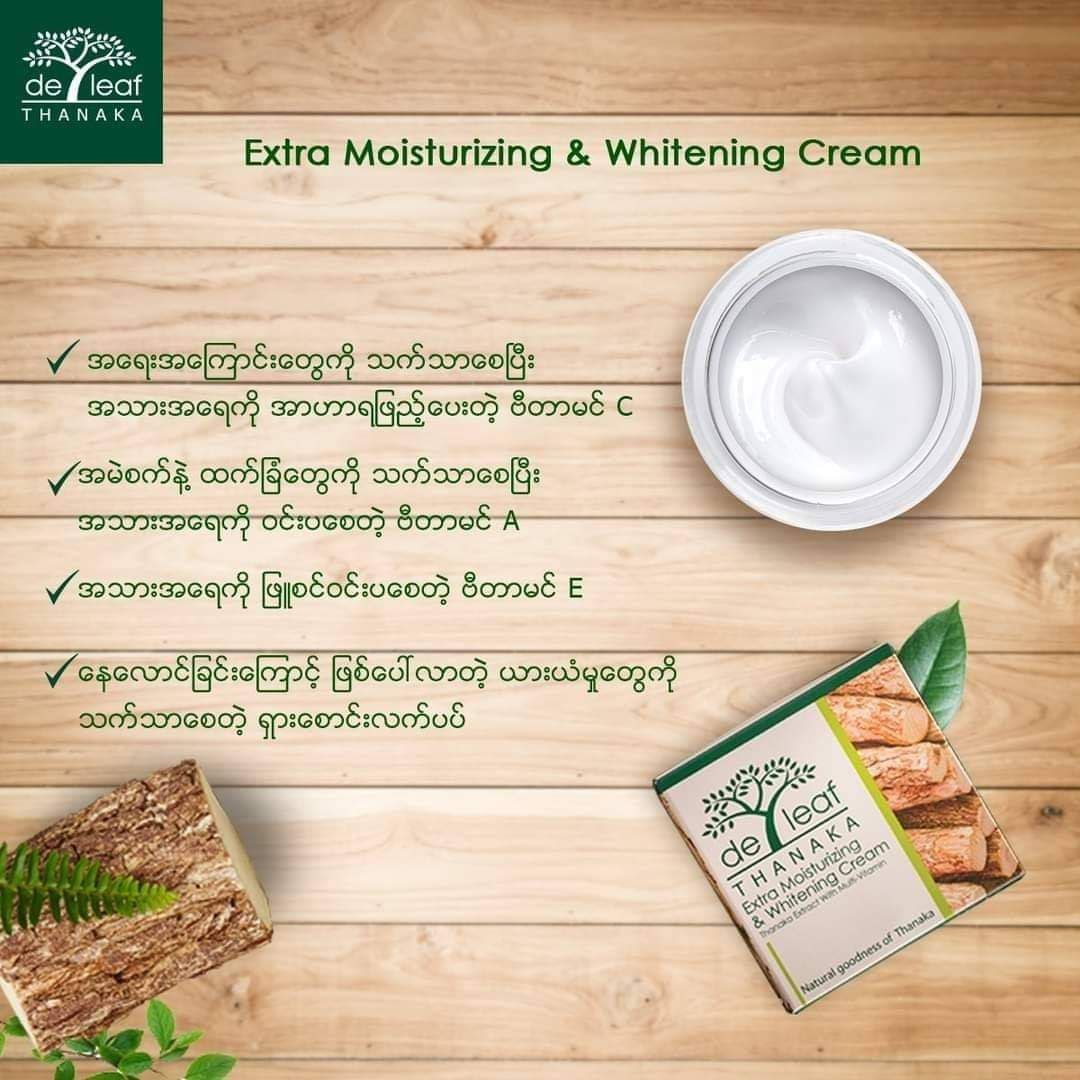 de leaf
THANAKA
Extra Moisturizing & Whitening Cream
အရေးအကြောင်းတွေကို သက်သာစေပြီး
အသားအရေကို အာဟာရဖြည့်ပေးတဲ့ ဗီတာမင် C
အမဲစက်နဲ့ ထက်ခြံတွေကို သက်သာစေပြီး
အသားအရေကို ဝင်းပစေတဲ့ ဗီတာမင် A
အသားအရေကို ဖြူစင်ဝင်းပစေတဲ့ ဗီတာမင် E
နေလောင်ခြင်းကြောင့် ဖြစ်ပေါ်လာတဲ့ ယားယံမှုတွေကို
သက်သာစေတဲ့ ရှားစောင်းလက်ပပ်
de leaf
THANAKA
Extra Moisturizing
& Whitening Cream
Thanaka Extract With Multi-Vitamin
Natural goodness of Thanaka